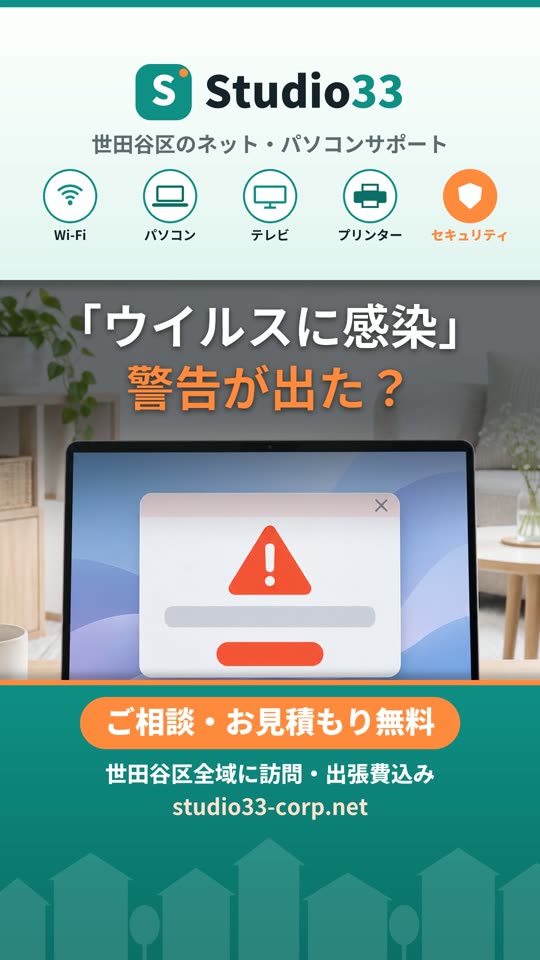 S Studio33
世田谷区のネット・パソコンサポート
Wi-Fi パソコン テレビ プリンター セキュリティ
「ウイルスに感染」
警告が出た？
ご相談・お見積もり無料
世田谷区全域に訪問・出張費込み
studio33-corp.net